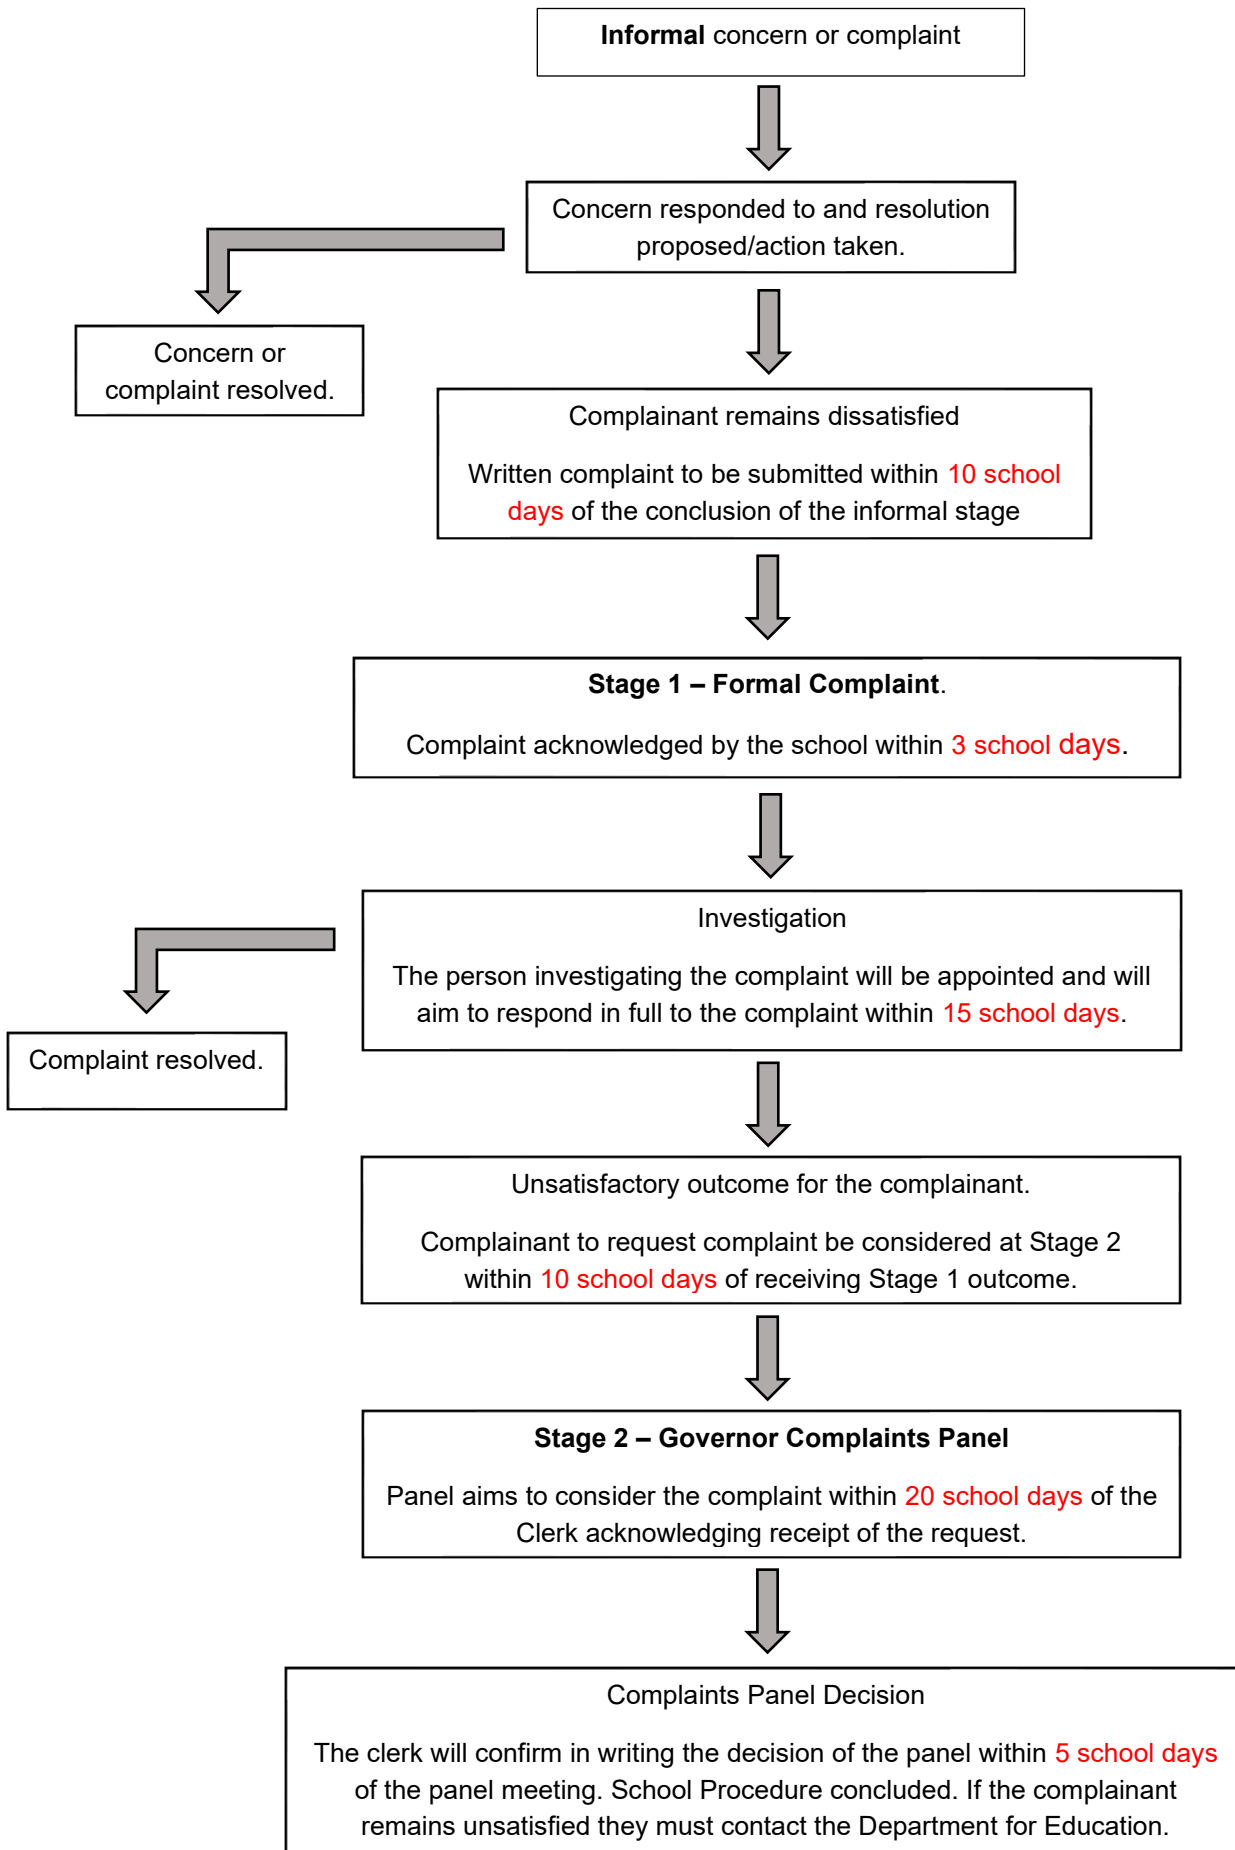 Informal concern or complaint
Concern responded to and resolution
proposed/action taken.
Concern or
complaint resolved.
Complainant remains dissatisfied
Written complaint to be submitted within 10 school
days of the conclusion of the informal stage
Stage 1 – Formal Complaint.
Complaint acknowledged by the school within 3 school days.
Investigation
The person investigating the complaint will be appointed and will
aim to respond in full to the complaint within 15 school days.
Complaint resolved.
Unsatisfactory outcome for the complainant.
Complainant to request complaint be considered at Stage 2
within 10 school days of receiving Stage 1 outcome.
Stage 2 – Governor Complaints Panel
Panel aims to consider the complaint within 20 school days of the
Clerk acknowledging receipt of the request.
Complaints Panel Decision
The clerk will confirm in writing the decision of the panel within 5 school days
of the panel meeting. School Procedure concluded. If the complainant
remains unsatisfied they must contact the Department for Education.